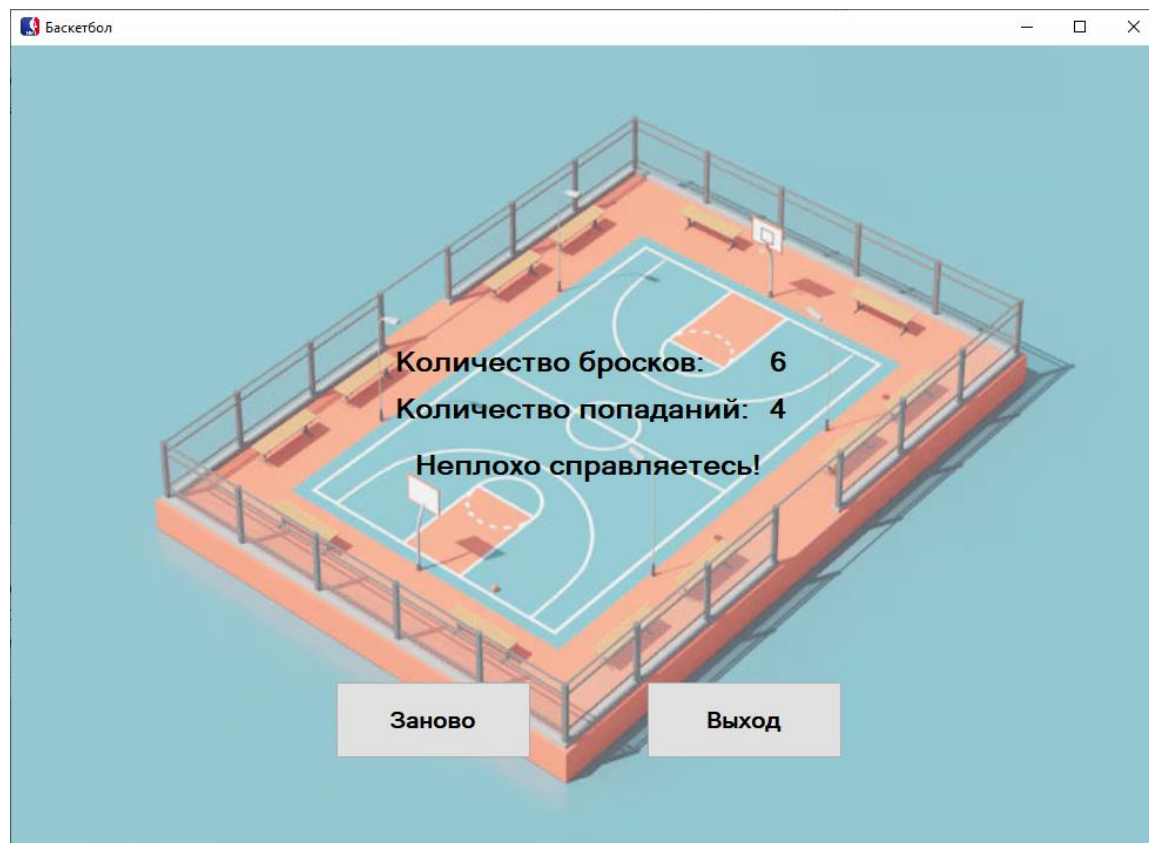 Баскетбол
Количество бросков: 6
Количество попаданий: 4
Неплохо справляетесь!
Заново
Выход